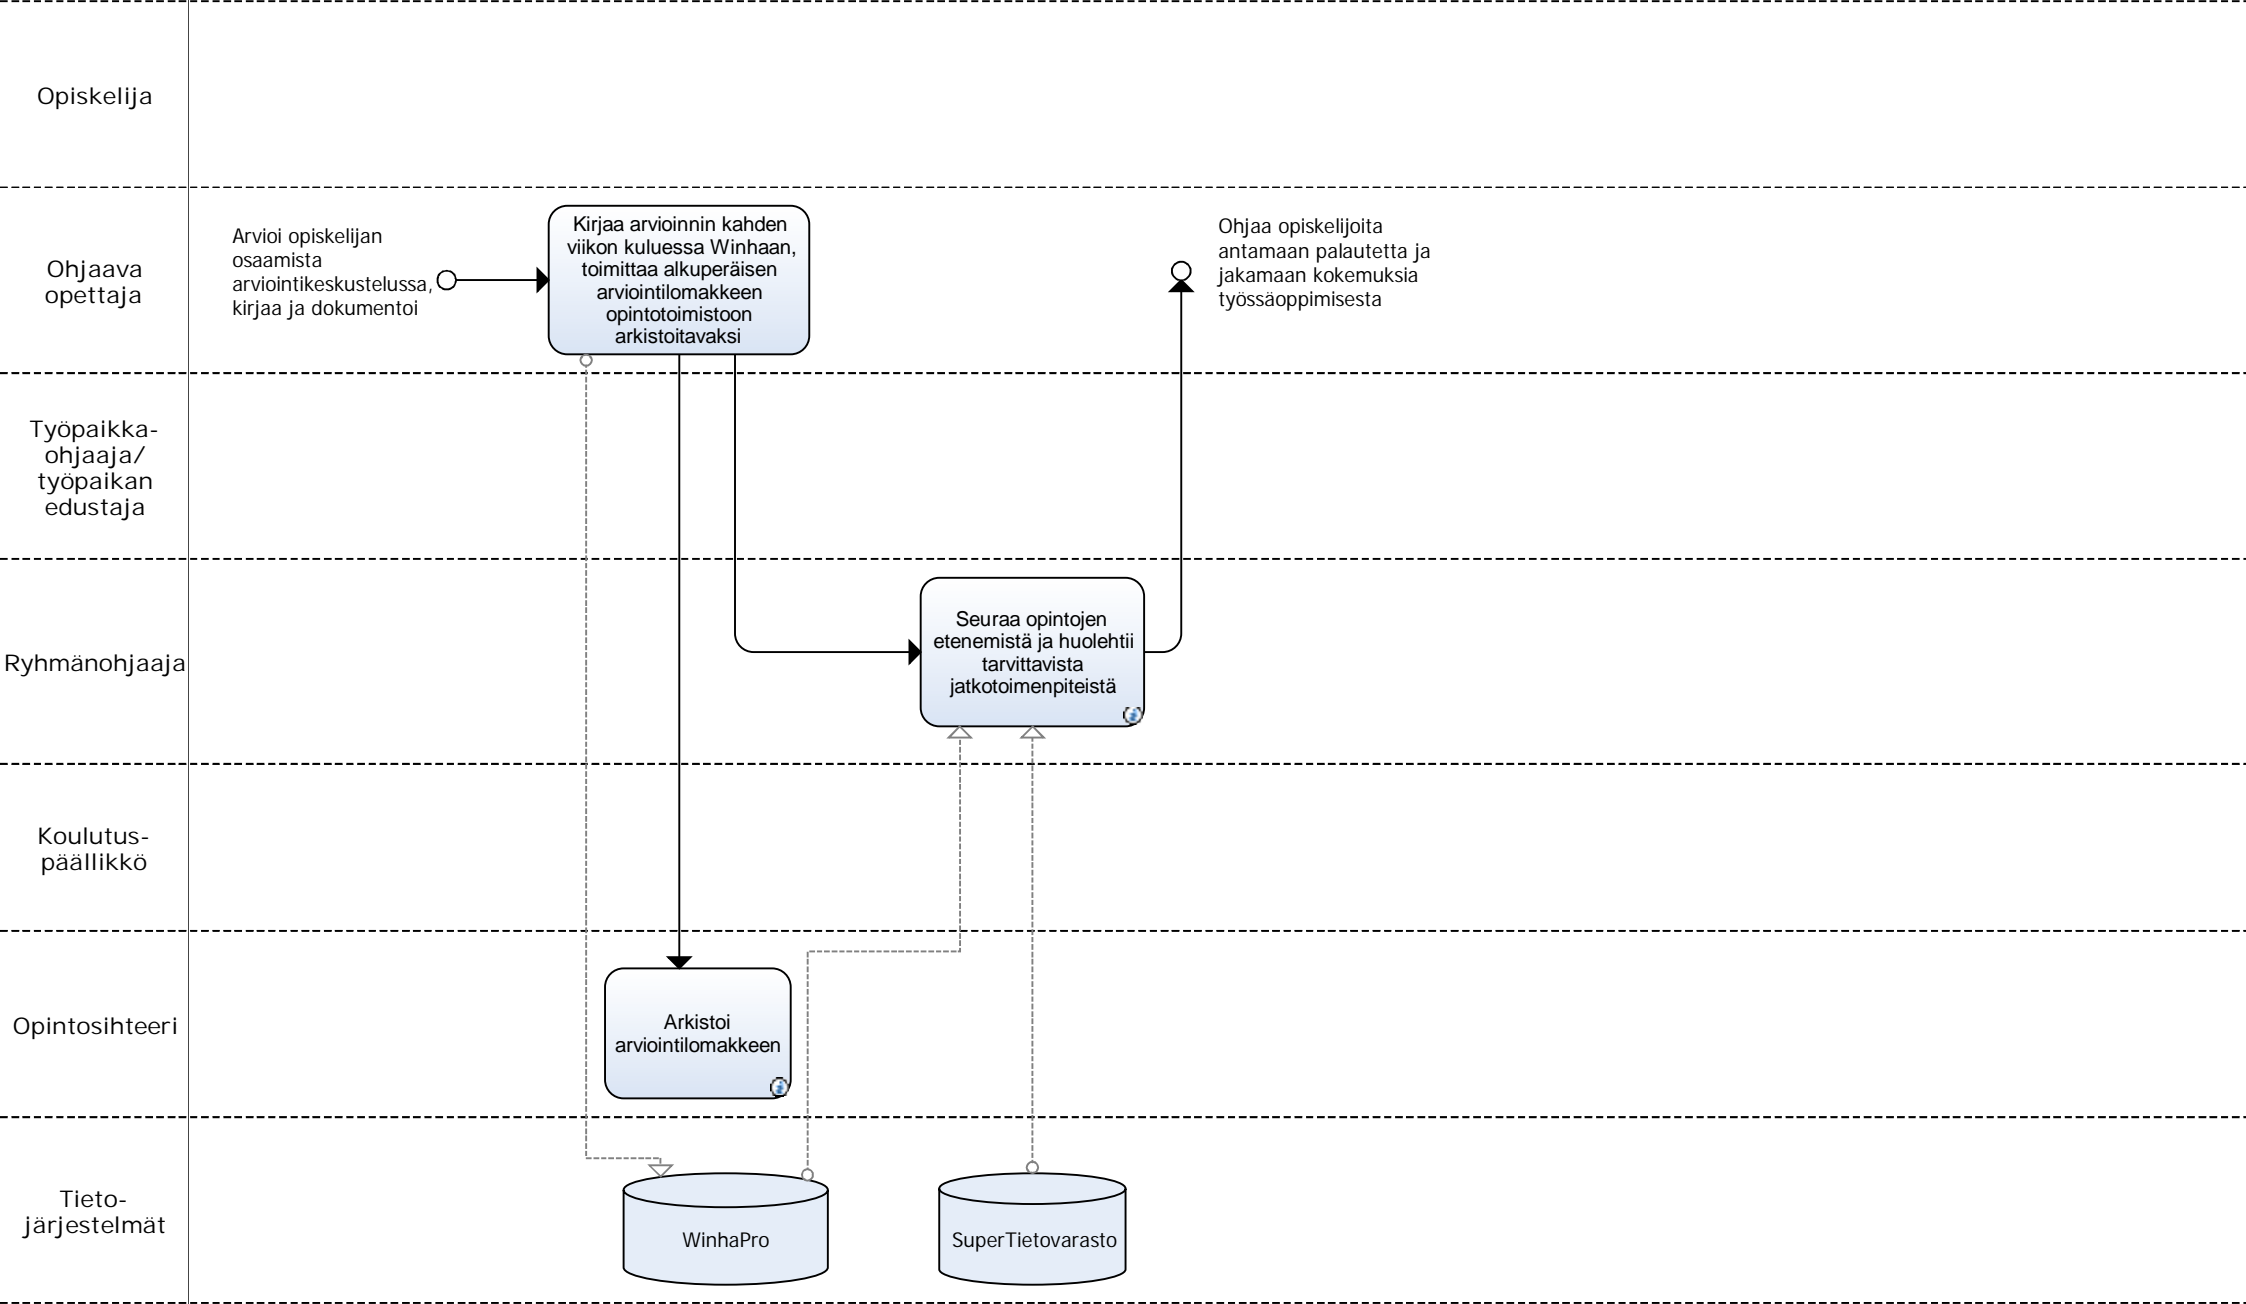 Opiskelija
Ohjaava
opettaja
Arvioi opiskelijan
osaamista
arviointikeskustelussa,
kirjaa ja dokumentoi
Kirjaa arvioinnin kahden
viikon kuluessa Winhaan,
toimittaa alkuperäisen
arviointilomakkeen
opintotoimistoon
arkistoitavaksi
Ohjaa opiskelijoita
antamaan palautetta ja
jakamaan kokemuksia
työssäoppimisesta
Työpaikka-
ohjaaja/
työpaikan
edustaja
Ryhmänohjaaja
Seuraa opintojen
etenemistä ja huolehtii
tarvittavista
jatkotoimenpiteistä
Koulutus-
päällikkö
Opintosihteeri
Arkistoi
arviointilomakkeen
Tieto-
järjestelmät
WinhaPro
SuperTietovarasto